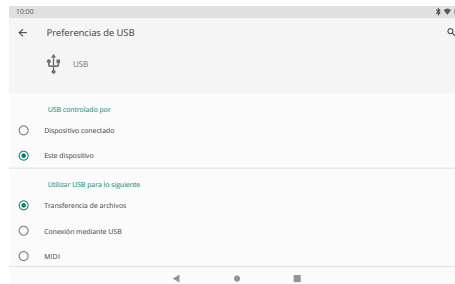 10:00
Preferencias de USB
USB
USB controlado por
Dispositivo conectado
Este dispositivo
Utilizar USB para lo siguiente
Transferencia de archivos
Conexión mediante USB
MIDI